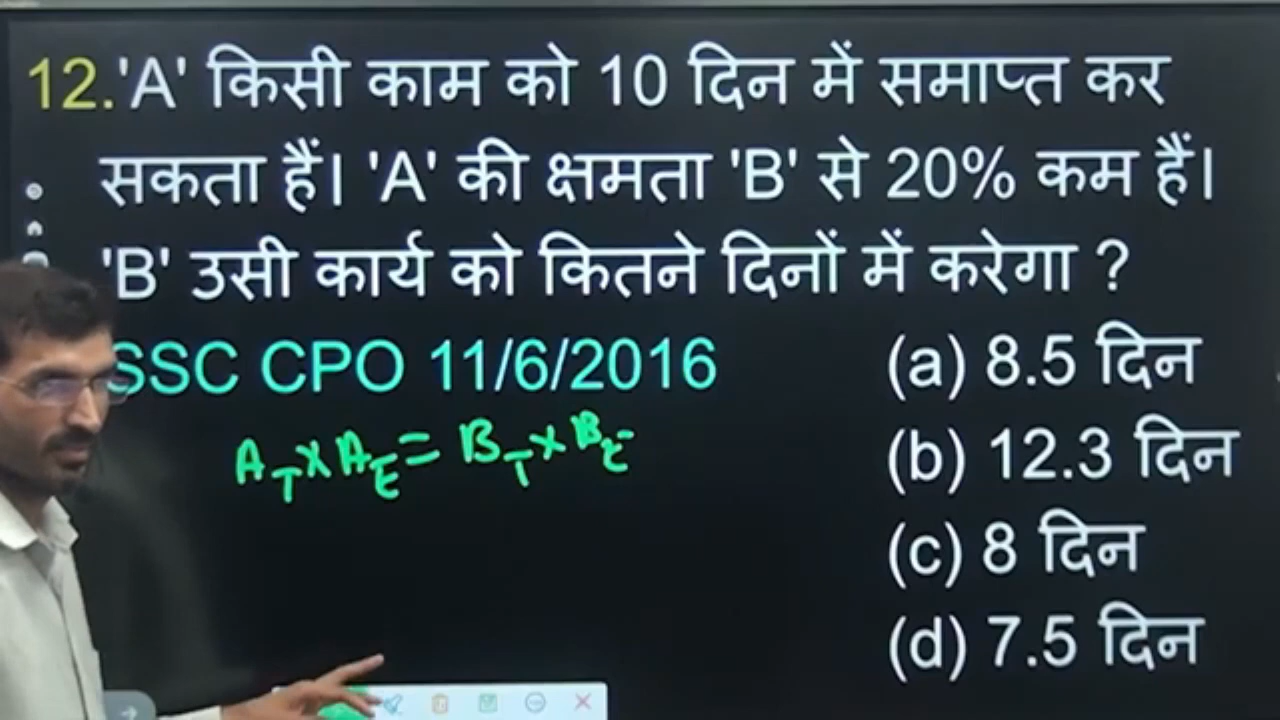 12.'A' किसी काम को 10 दिन में समाप्त कर
सकता हैं। 'A' की क्षमता 'B' से 20% कम हैं।
'B' उसी कार्य को कितने दिनों में करेगा ?
SSC CPO 11/6/2016
(a) 8.5 दिन
(b) 12.3 दिन
(c) 8 दिन
(d) 7.5 दिन
A_T × A_E = B_T × B_E